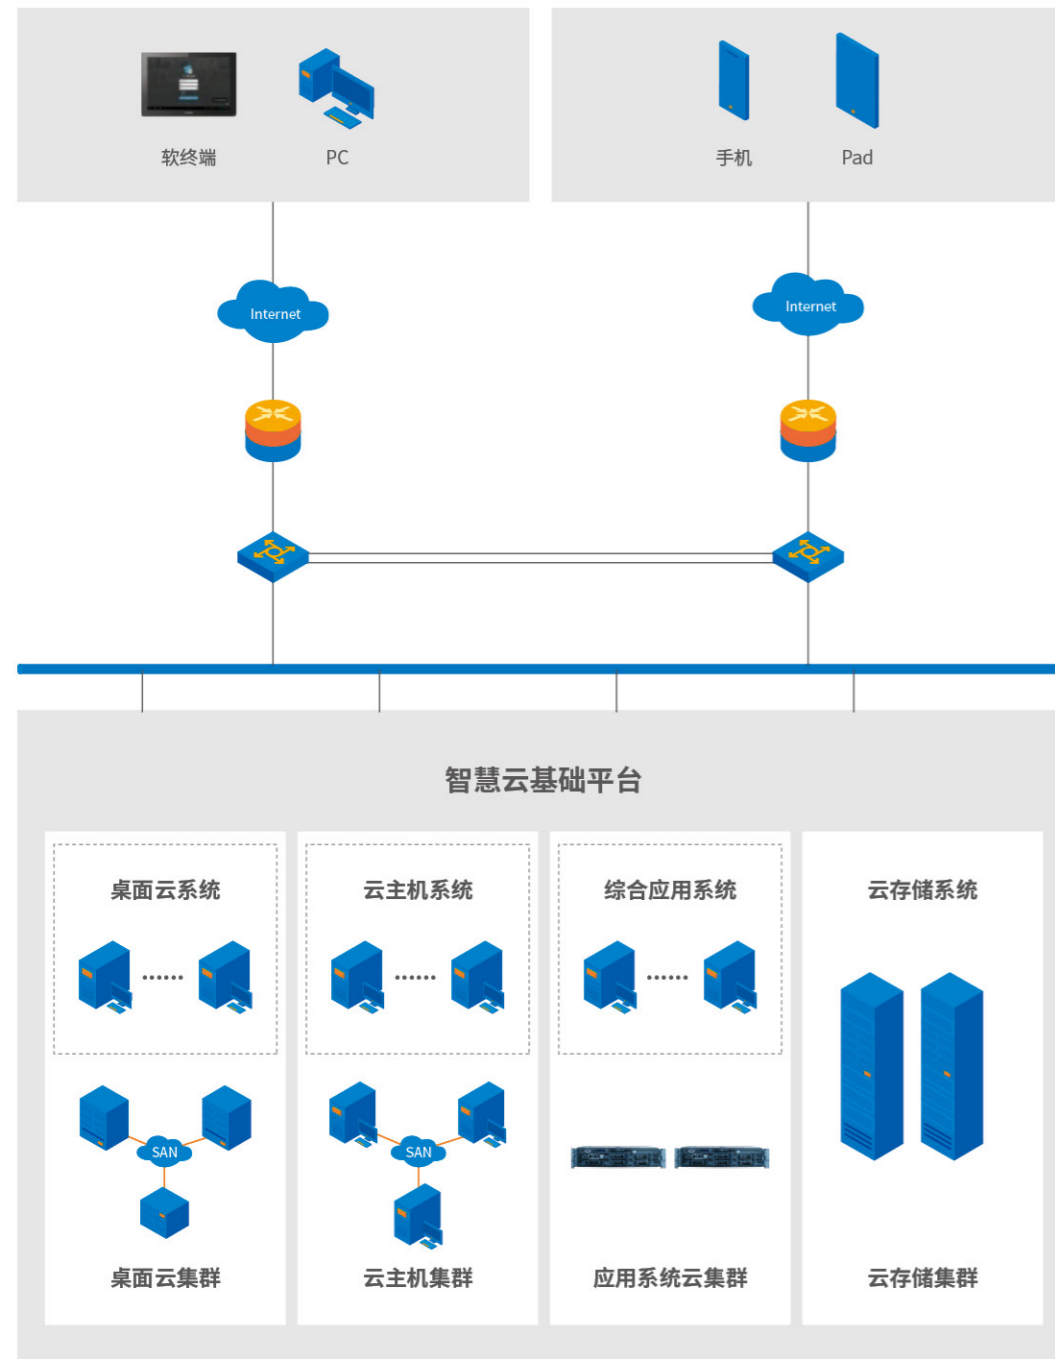 软终端
PC
手机
Pad
Internet
Internet
智慧云基础平台
桌面云系统
云主机系统
综合应用系统
云存储系统
SAN
SAN
桌面云集群
云主机集群
应用系统云集群
云存储集群